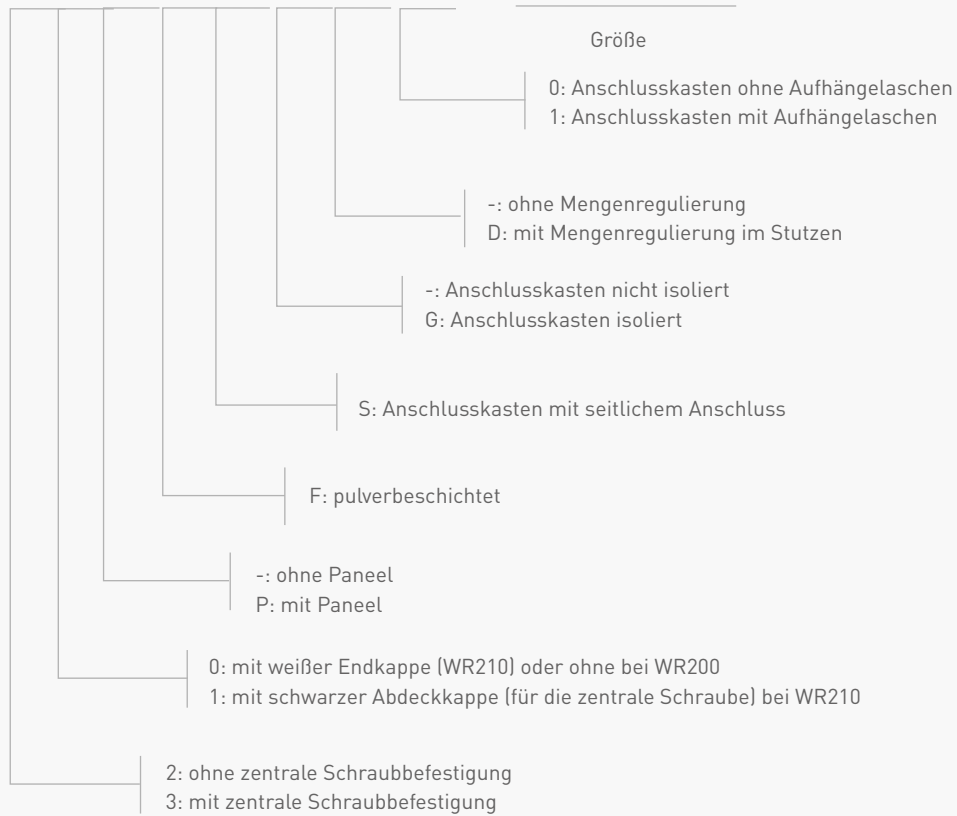 Größe
0: Anschlusskasten ohne Aufhängelaschen
1: Anschlusskasten mit Aufhängelaschen
-: ohne Mengenregulierung
D: mit Mengenregulierung im Stutzen
-: Anschlusskasten nicht isoliert
G: Anschlusskasten isoliert
S: Anschlusskasten mit seitlichem Anschluss
F: pulverbeschichtet
-: ohne Paneel
P: mit Paneel
0: mit weißer Endkappe (WR210) oder ohne bei WR200
1: mit schwarzer Abdeckkappe (für die zentrale Schraube) bei WR210
2: ohne zentrale Schraubbefestigung
3: mit zentrale Schraubbefestigung